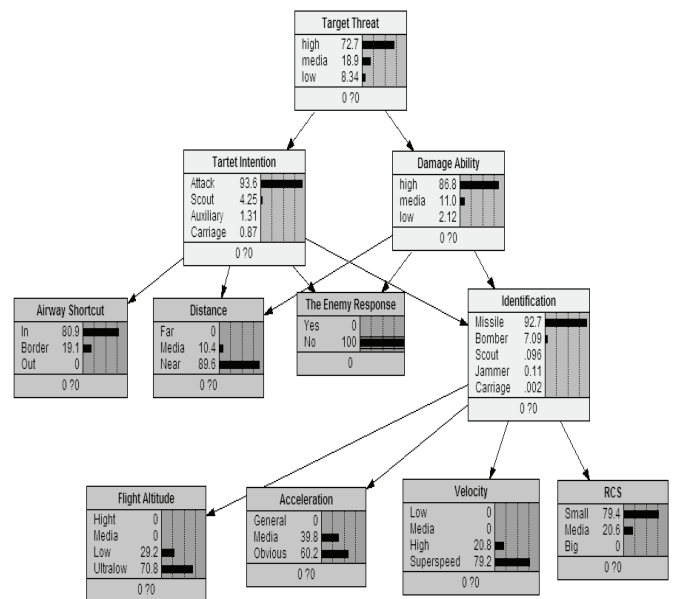 Target Threat
high 72.7
media 18.9
low 8.34
0 ?0
Tartet Intention
Attack 93.6
Scout 4.25
Auxiliary 1.31
Carriage 0.87
0 ?0
Damage Ability
high 86.8
media 11.0
low 2.12
0 ?0
Airway Shortcut
In 80.9
Border 19.1
Out 0
0 ?0
Distance
Far 0
Media 10.4
Near 89.6
0 ?0
The Enemy Response
Yes 0
No 100
0
Identification
Missile 92.7
Bomber 7.09
Scout .096
Jammer 0.11
Carriage .002
0 ?0
Flight Altitude
Hight 0
Media 0
Low 29.2
Ultralow 70.8
0 ?0
Acceleration
General 0
Media 39.8
Obvious 60.2
0 ?0
Velocity
Low 0
Media 0
High 20.8
Superspeed 79.2
0 ?0
RCS
Small 79.4
Media 20.6
Big 0
0 ?0